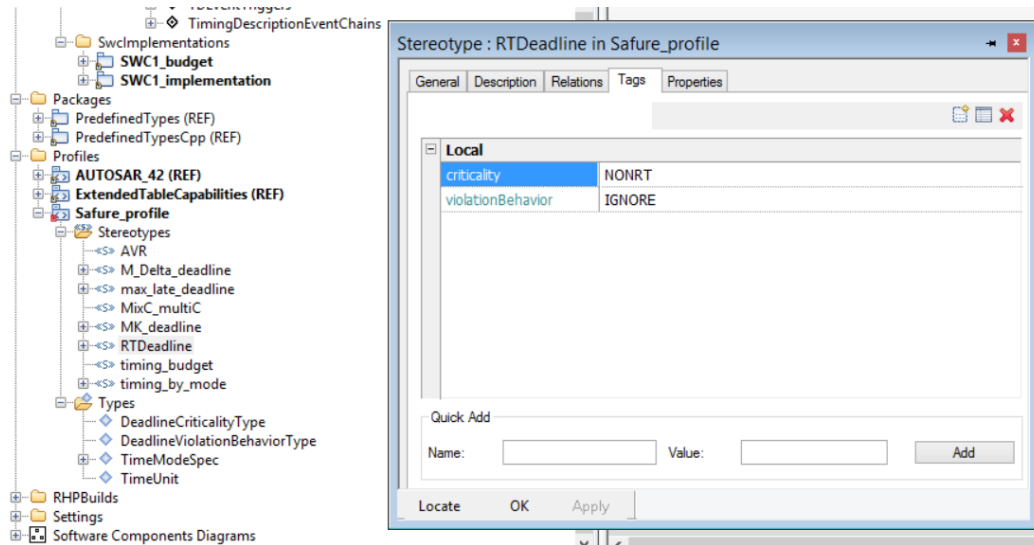 TDEventTriggers
TimingDescriptionEventChains
SwcImplementations
SWC1_budget
SWC1_implementation
Packages
PredefinedTypes (REF)
PredefinedTypesCpp (REF)
Profiles
AUTOSAR_42 (REF)
ExtendedTableCapabilities (REF)
Safure_profile
Stereotypes
«S» AVR
«S» M_Delta_deadline
«S» max_late_deadline
«S» MixC_multiC
«S» MK_deadline
«S» RTDeadline
«S» timing_budget
«S» timing_by_mode
Types
DeadlineCriticalityType
DeadlineViolationBehaviorType
TimeModeSpec
TimeUnit
RHPBuilds
Settings
Software Components Diagrams
Stereotype : RTDeadline in Safure_profile
General Description Relations Tags Properties
Local
criticality NONRT
violationBehavior IGNORE
Quick Add
Name: Value: Add
Locate OK Apply